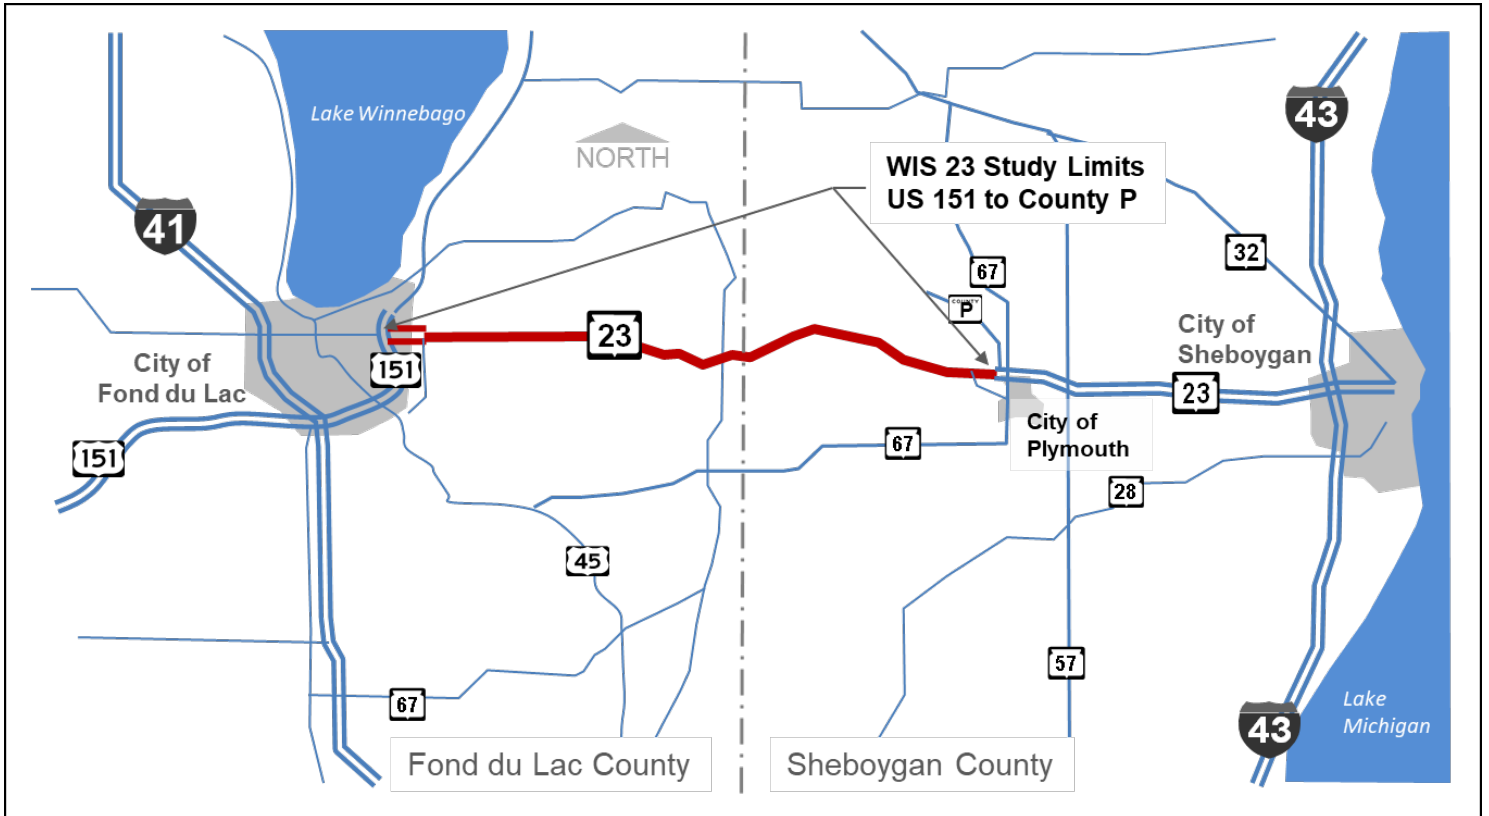 Lake Winnebago
NORTH
WIS 23 Study Limits
US 151 to County P
43
41
32
67
COUNTY
P
23
City of
Sheboygan
City of
Fond du Lac
151
23
City of
Plymouth
67
151
28
45
57
67
Lake
Michigan
43
Fond du Lac County
Sheboygan County